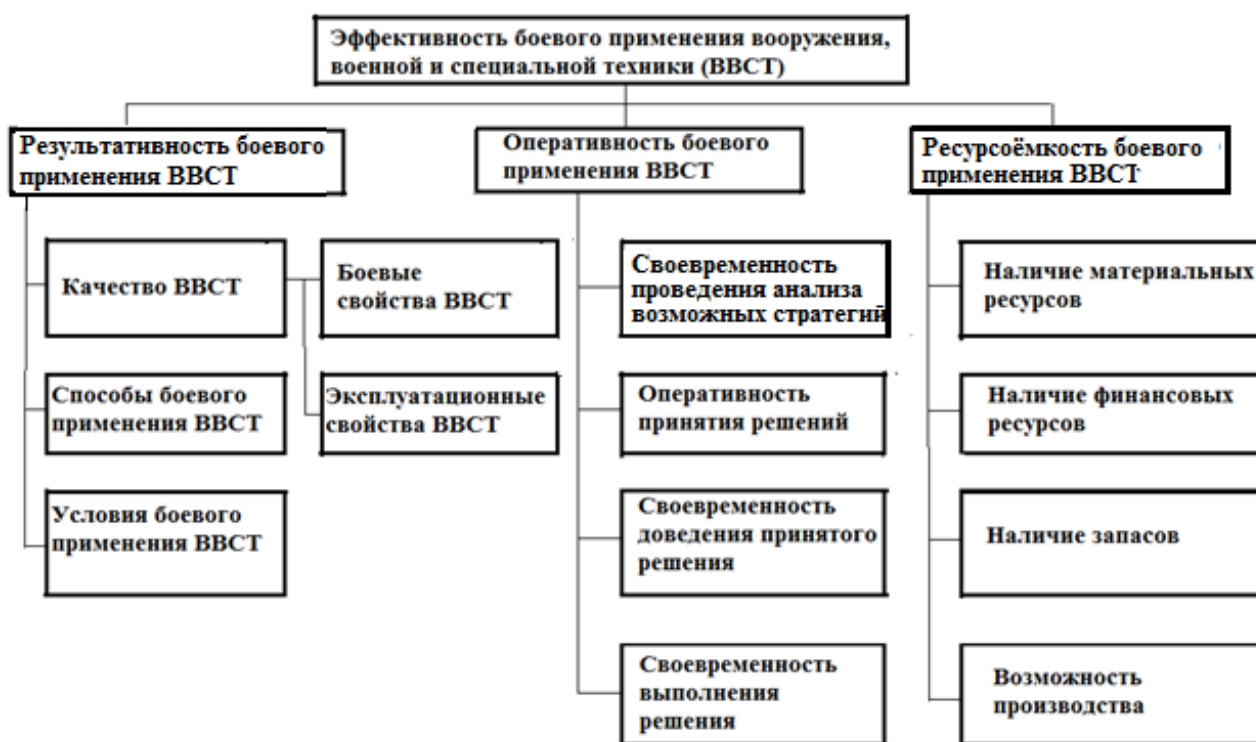 Эффективность боевого применения вооружения,
военной и специальной техники (ВВСТ)
Результативность боевого
применения ВВСТ
Качество ВВСТ
Боевые
свойства ВВСТ
Эксплуатационные
свойства ВВСТ
Способы боевого
применения ВВСТ
Условия боевого
применения ВВСТ
Оперативность боевого
применения ВВСТ
Своевременность
проведения анализа
возможных стратегий
Оперативность
принятия решений
Своевременность
доведения принятого
решения
Своевременность
выполнения
решения
Ресурсоёмкость боевого
применения ВВСТ
Наличие материальных
ресурсов
Наличие финансовых
ресурсов
Наличие запасов
Возможность
производства